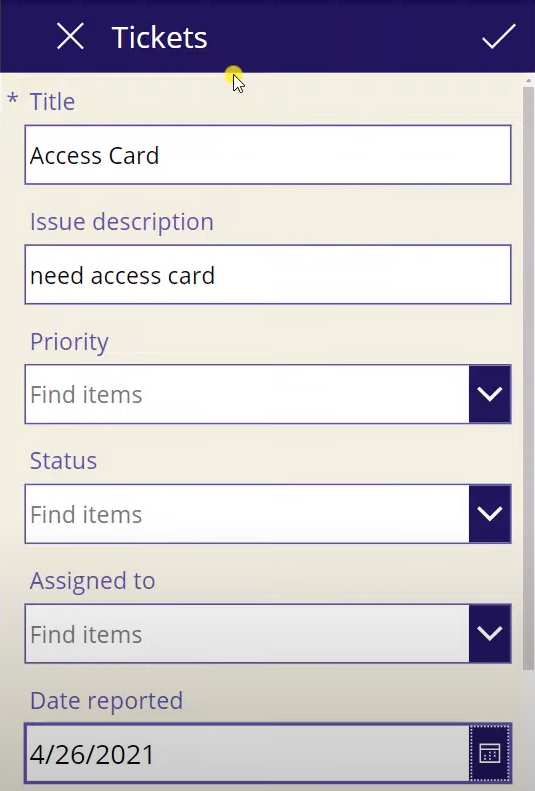 Tickets
* Title
Access Card
Issue description
need access card
Priority
Find items
Status
Find items
Assigned to
Find items
Date reported
4/26/2021